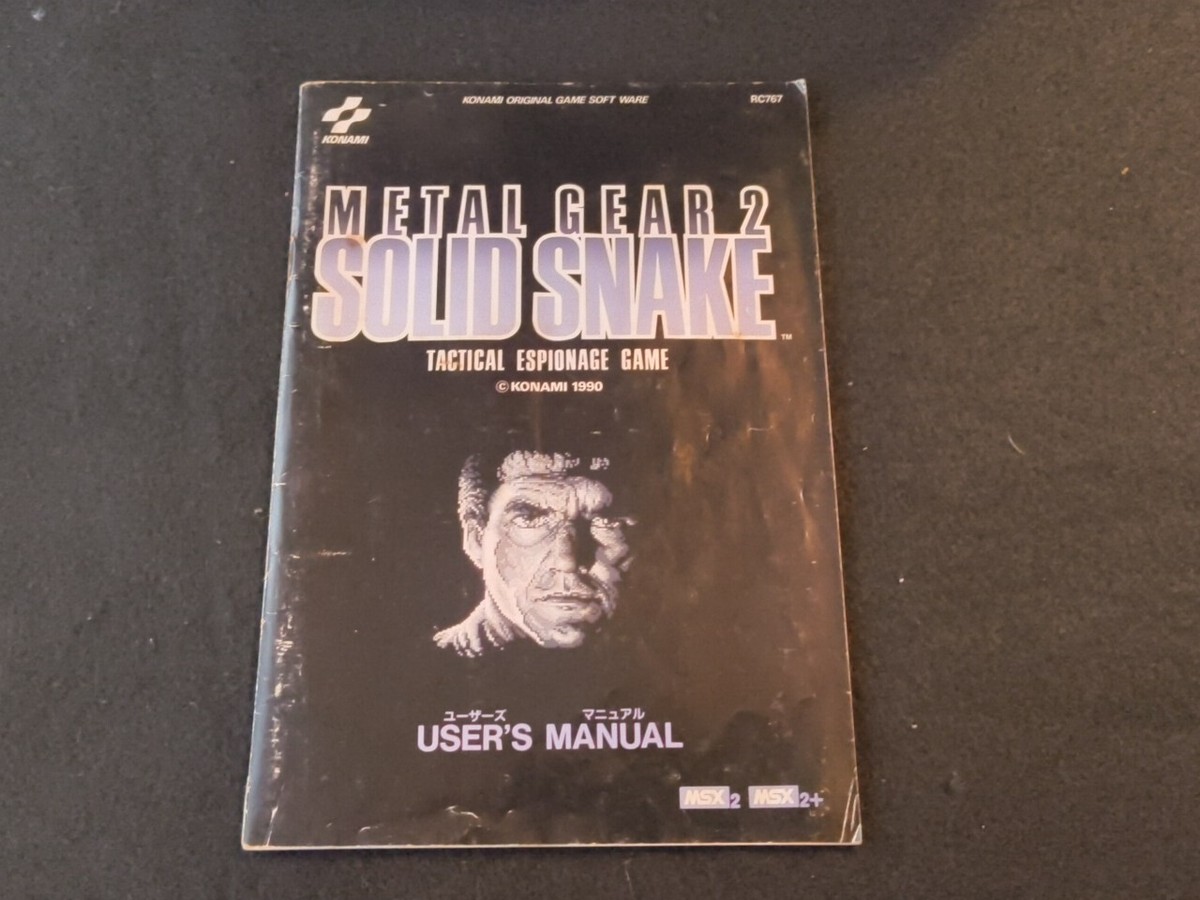 KONAMI ORIGINAL GAME SOFT WARE
RC767
KONAMI
METAL GEAR 2
SOLID SNAKE
TM
TACTICAL ESPIONAGE GAME
©KONAMI 1990
ユーザーズ マニュアル
USER'S MANUAL
MSX2 MSX2+